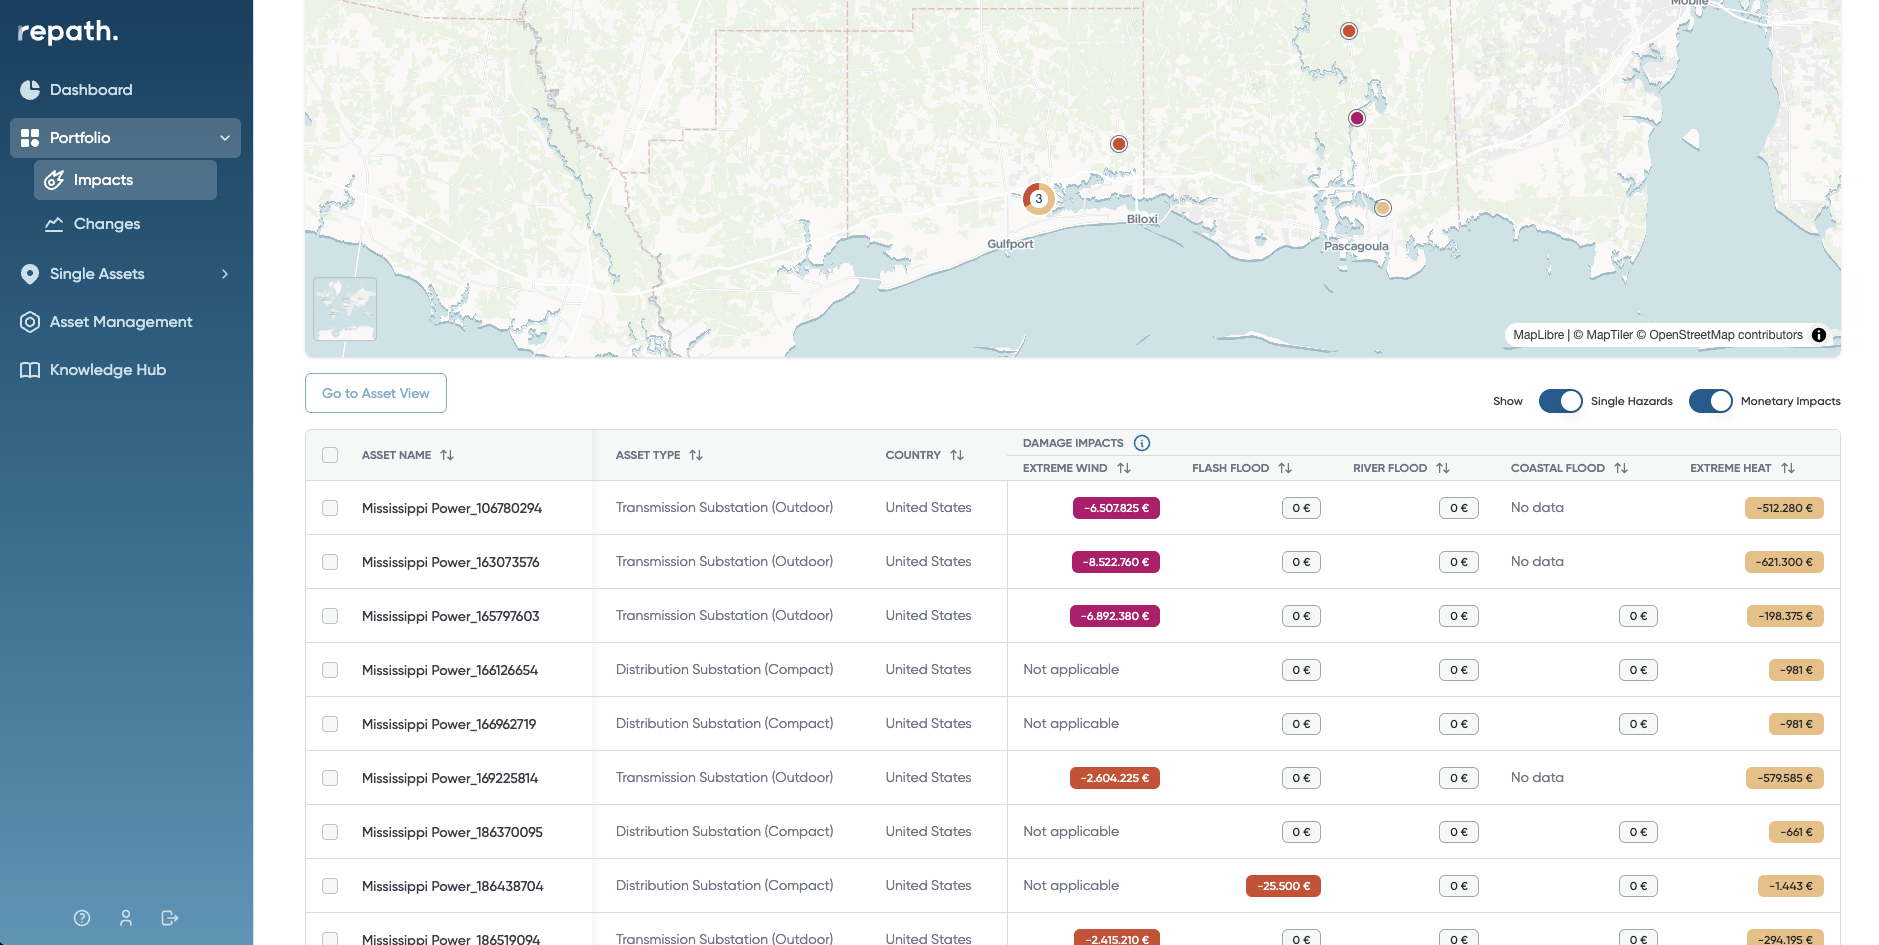 repath.
Dashboard
Portfolio
Impacts
Changes
Single Assets
Asset Management
Knowledge Hub
Mobile
3
Biloxi
Gulfport
Pascagoula
MapLibre | © MapTiler © OpenStreetMap contributors
Go to Asset View
Show Single Hazards Monetary Impacts
DAMAGE IMPACTS
ASSET NAME ASSET TYPE COUNTRY EXTREME WIND FLASH FLOOD RIVER FLOOD COASTAL FLOOD EXTREME HEAT
Mississippi Power_106780294 Transmission Substation (Outdoor) United States -6.507.825 € 0 € 0 € No data -512.280 €
Mississippi Power_163073576 Transmission Substation (Outdoor) United States -8.522.760 € 0 € 0 € No data -621.300 €
Mississippi Power_165797603 Transmission Substation (Outdoor) United States -6.892.380 € 0 € 0 € 0 € -198.375 €
Mississippi Power_166126654 Distribution Substation (Compact) United States Not applicable 0 € 0 € 0 € -981 €
Mississippi Power_166962719 Distribution Substation (Compact) United States Not applicable 0 € 0 € 0 € -981 €
Mississippi Power_169225814 Transmission Substation (Outdoor) United States -2.604.225 € 0 € 0 € No data -579.585 €
Mississippi Power_186370095 Distribution Substation (Compact) United States Not applicable 0 € 0 € 0 € -661 €
Mississippi Power_186438704 Distribution Substation (Compact) United States Not applicable -25.500 € 0 € 0 € -1.443 €
Mississippi Power_186519094 Transmission Substation (Outdoor) United States -2.415.210 € 0 € 0 € 0 € -294.195 €